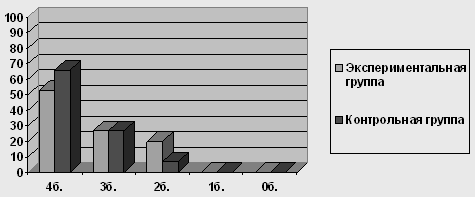 100
90
80
70
60
50
40
30
20
10
0
4б.
3б.
2б.
1б.
0б.
Экспериментальная
группа
Контрольная группа